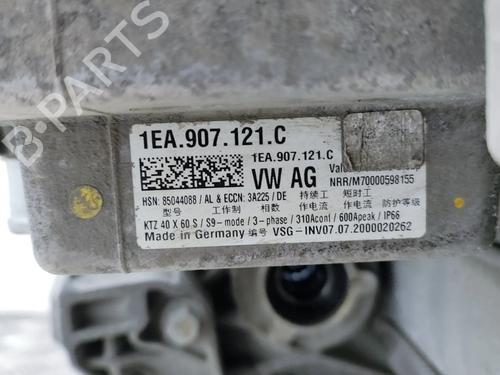 B-PARTS
1EA.907.121.C
1EA.907.121.C
VW AG
NRR/M70000598155
HSN: 85044088 / AL & ECCN: 3A225 / DE 持续工 短时工
型号 工作制 相数 作电流 作电流 防护等级
KTZ 40 X 60 S / S9-mode / 3-phase / 310Acont / 600Apeak / IP66
Made in Germany 编号 VSG-INV07.07.2000020262